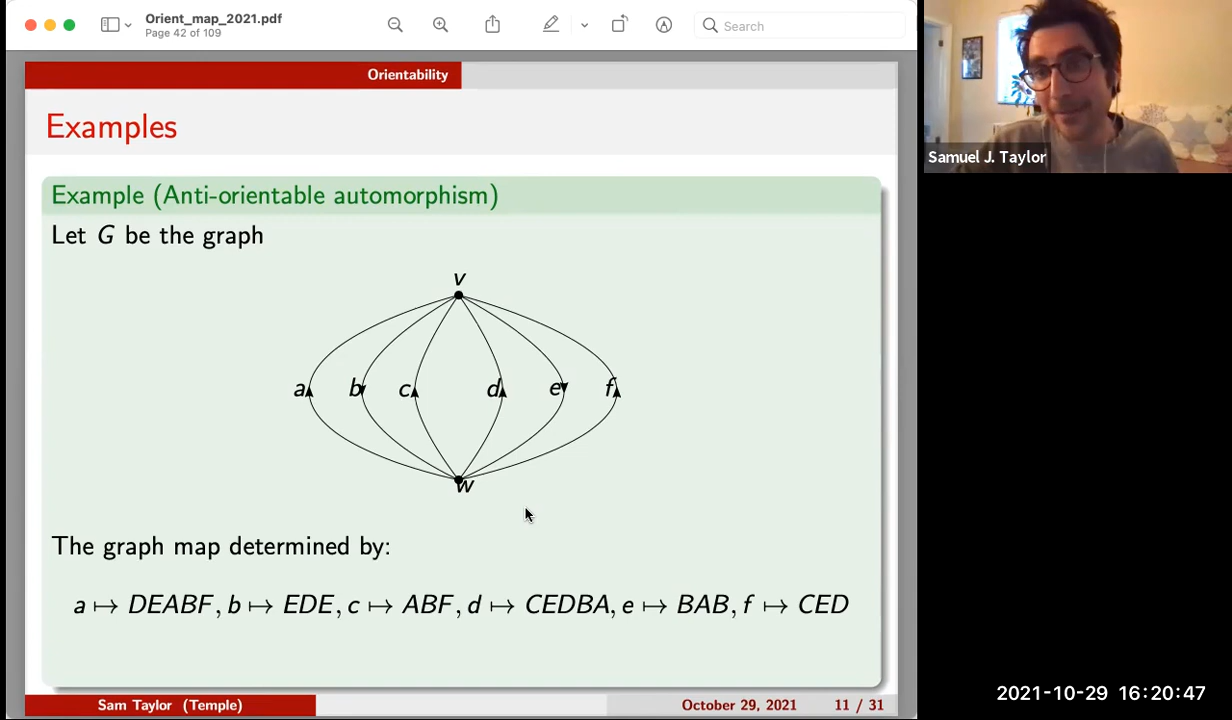 Orient_map_2021.pdf
Page 42 of 109
Search
Orientability
Examples
Example (Anti-orientable automorphism)
Let G be the graph
v
a b c d e f
w
The graph map determined by:
a ↦ DEABF, b ↦ EDE, c ↦ ABF, d ↦ CEDBA, e ↦ BAB, f ↦ CED
Sam Taylor (Temple) October 29, 2021 11 / 31
Samuel J. Taylor
2021-10-29 16:20:47